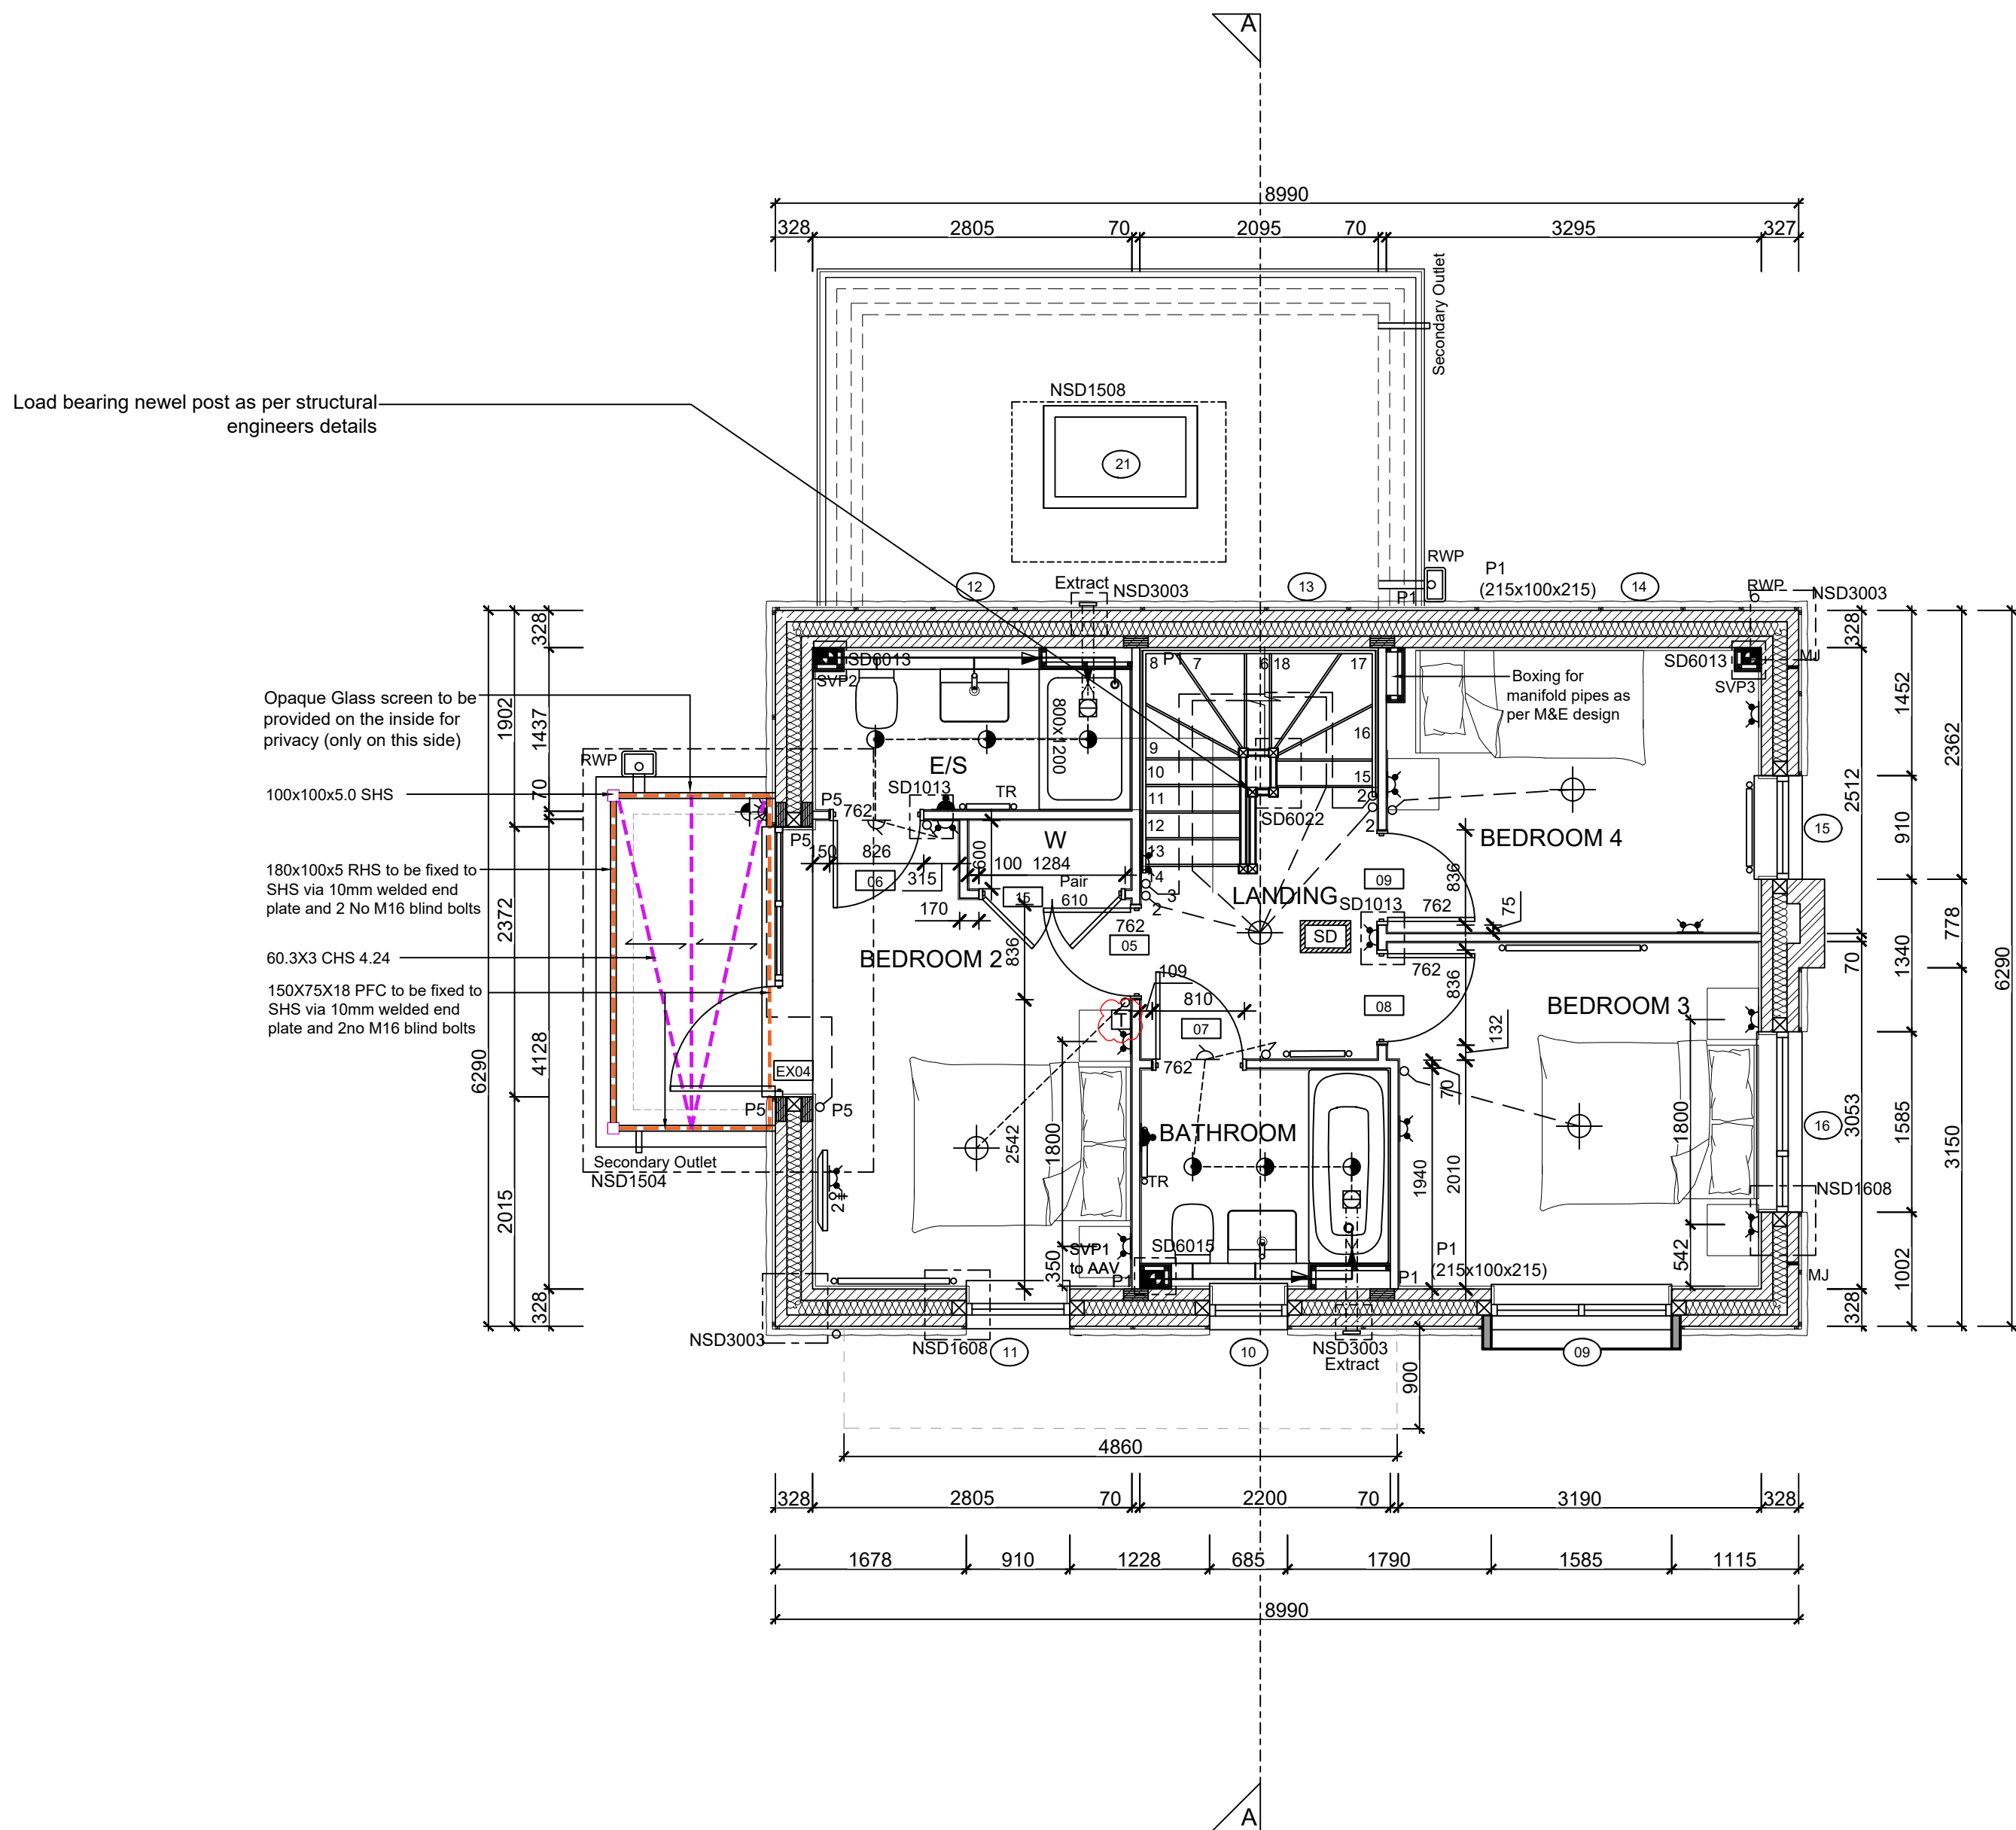 A
8990
328
2805
70
2095
70
3295
327
Secondary Outlet
NSD1508
21
Load bearing newel post as per structural
engineers details
12
Extract
NSD3003
13
RWP
P1
P1
(215x100x215)
14
RWP
NSD3003
328
1902
1437
70
2372
6290
4128
2015
328
Opaque Glass screen to be
provided on the inside for
privacy (only on this side)
RWP
100x100x5.0 SHS
180x100x5 RHS to be fixed to
SHS via 10mm welded end
plate and 2 No M16 blind bolts
60.3X3 CHS 4.24
150X75X18 PFC to be fixed to
SHS via 10mm welded end
plate and 2no M16 blind bolts
Secondary Outlet
NSD1504
SD6013
SVP2
E/S
800x1200
SD1013
TR
P5
762
P5
150
826
315
06
170
600
W
100
1284
Pair
610
15
BEDROOM 2
836
762
05
EX04
P5
P5
2
2542
1800
350
T
109
810
07
762
SVP1
to AAV
P1
8
P1
7
6
18
17
9
10
11
12
13
14
16
15
2
2
3
2
SD6022
LANDING
SD
SD1013
09
762
836
75
762
836
08
132
70
SD6013
SVP3
MJ
Boxing for
manifold pipes as
per M&E design
BEDROOM 4
BEDROOM 3
BATHROOM
TR
SD6015
1940
2010
P1
P1
(215x100x215)
1800
542
NSD1608
MJ
15
16
328
2512
70
3053
328
1452
910
1340
1585
1002
2362
778
3150
6290
NSD3003
NSD1608
11
10
NSD3003
Extract
09
900
4860
328
2805
70
2200
70
3190
328
1678
910
1228
685
1790
1585
1115
8990
A